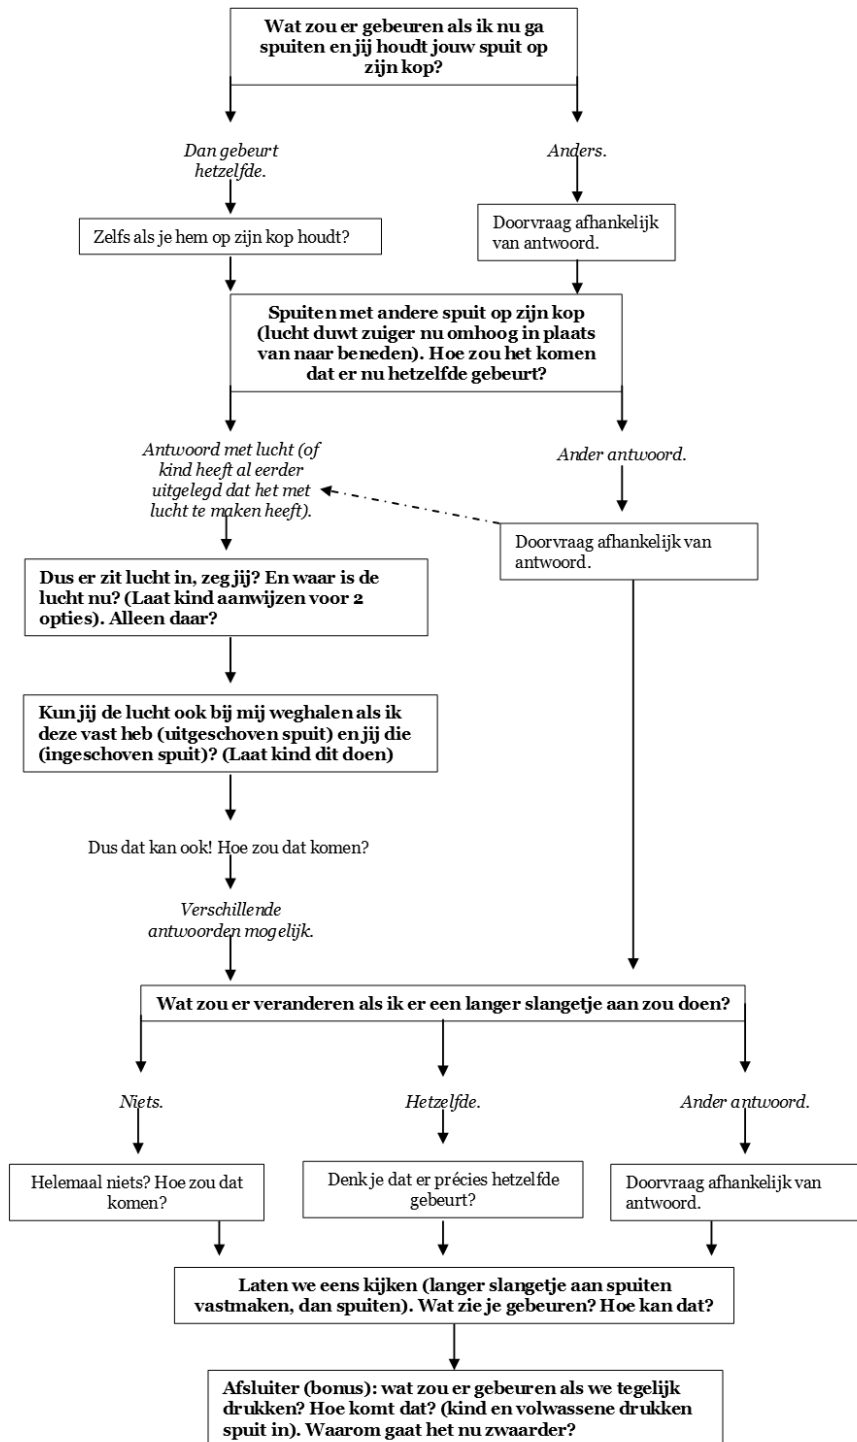 Wat zou er gebeuren als ik nu ga
spuiten en jij houdt jouw spuit op
zijn kop?
Dan gebeurt
hetzelfde.
Anders.
Zelfs als je hem op zijn kop houdt?
Doorvraag afhankelijk
van antwoord.
Spuiten met andere spuit op zijn kop
(lucht duwt zuiger nu omhoog in plaats
van naar beneden). Hoe zou het komen
dat er nu hetzelfde gebeurt?
Antwoord met lucht (of
kind heeft al eerder
uitgelegd dat het met
lucht te maken heeft).
Ander antwoord.
Doorvraag afhankelijk van
antwoord.
Dus er zit lucht in, zeg jij? En waar is de
lucht nu? (Laat kind aanwijzen voor 2
opties). Alleen daar?
Kun jij de lucht ook bij mij weghalen als ik
deze vast heb (uitgeschoven spuit) en jij die
(ingeschoven spuit)? (Laat kind dit doen)
Dus dat kan ook! Hoe zou dat komen?
Verschillende
antwoorden mogelijk.
Wat zou er veranderen als ik er een langer slangetje aan zou doen?
Niets.
Hetzelfde.
Ander antwoord.
Helemaal niets? Hoe zou dat
komen?
Denk je dat er précies hetzelfde
gebeurt?
Doorvraag afhankelijk van
antwoord.
Laten we eens kijken (langer slangetje aan spuiten
vastmaken, dan spuiten). Wat zie je gebeuren? Hoe kan dat?
Afsluiter (bonus): wat zou er gebeuren als we tegelijk
drukken? Hoe komt dat? (kind en volwassene drukken
spuit in). Waarom gaat het nu zwaarder?